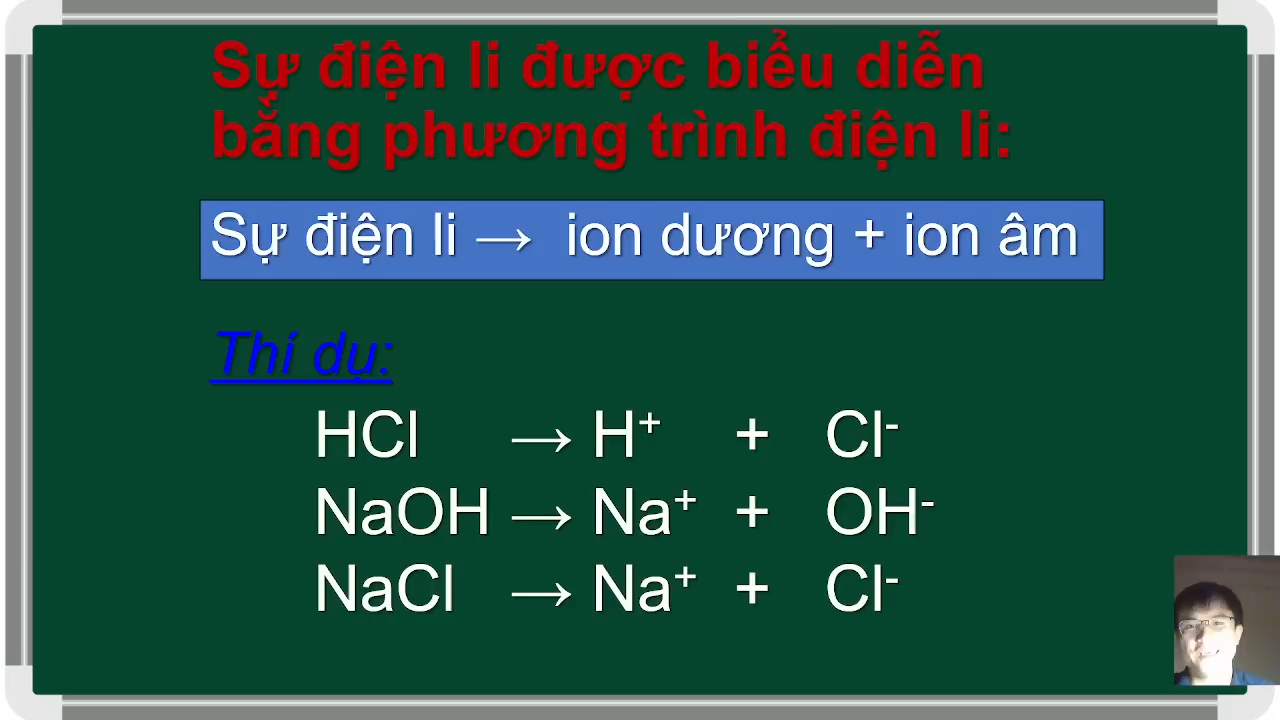 Sự điện li được biểu diễn
bằng phương trình điện li:
Sự điện li → ion dương + ion âm
Thí dụ:
HCl → H⁺ + Cl⁻
NaOH → Na⁺ + OH⁻
NaCl → Na⁺ + Cl⁻